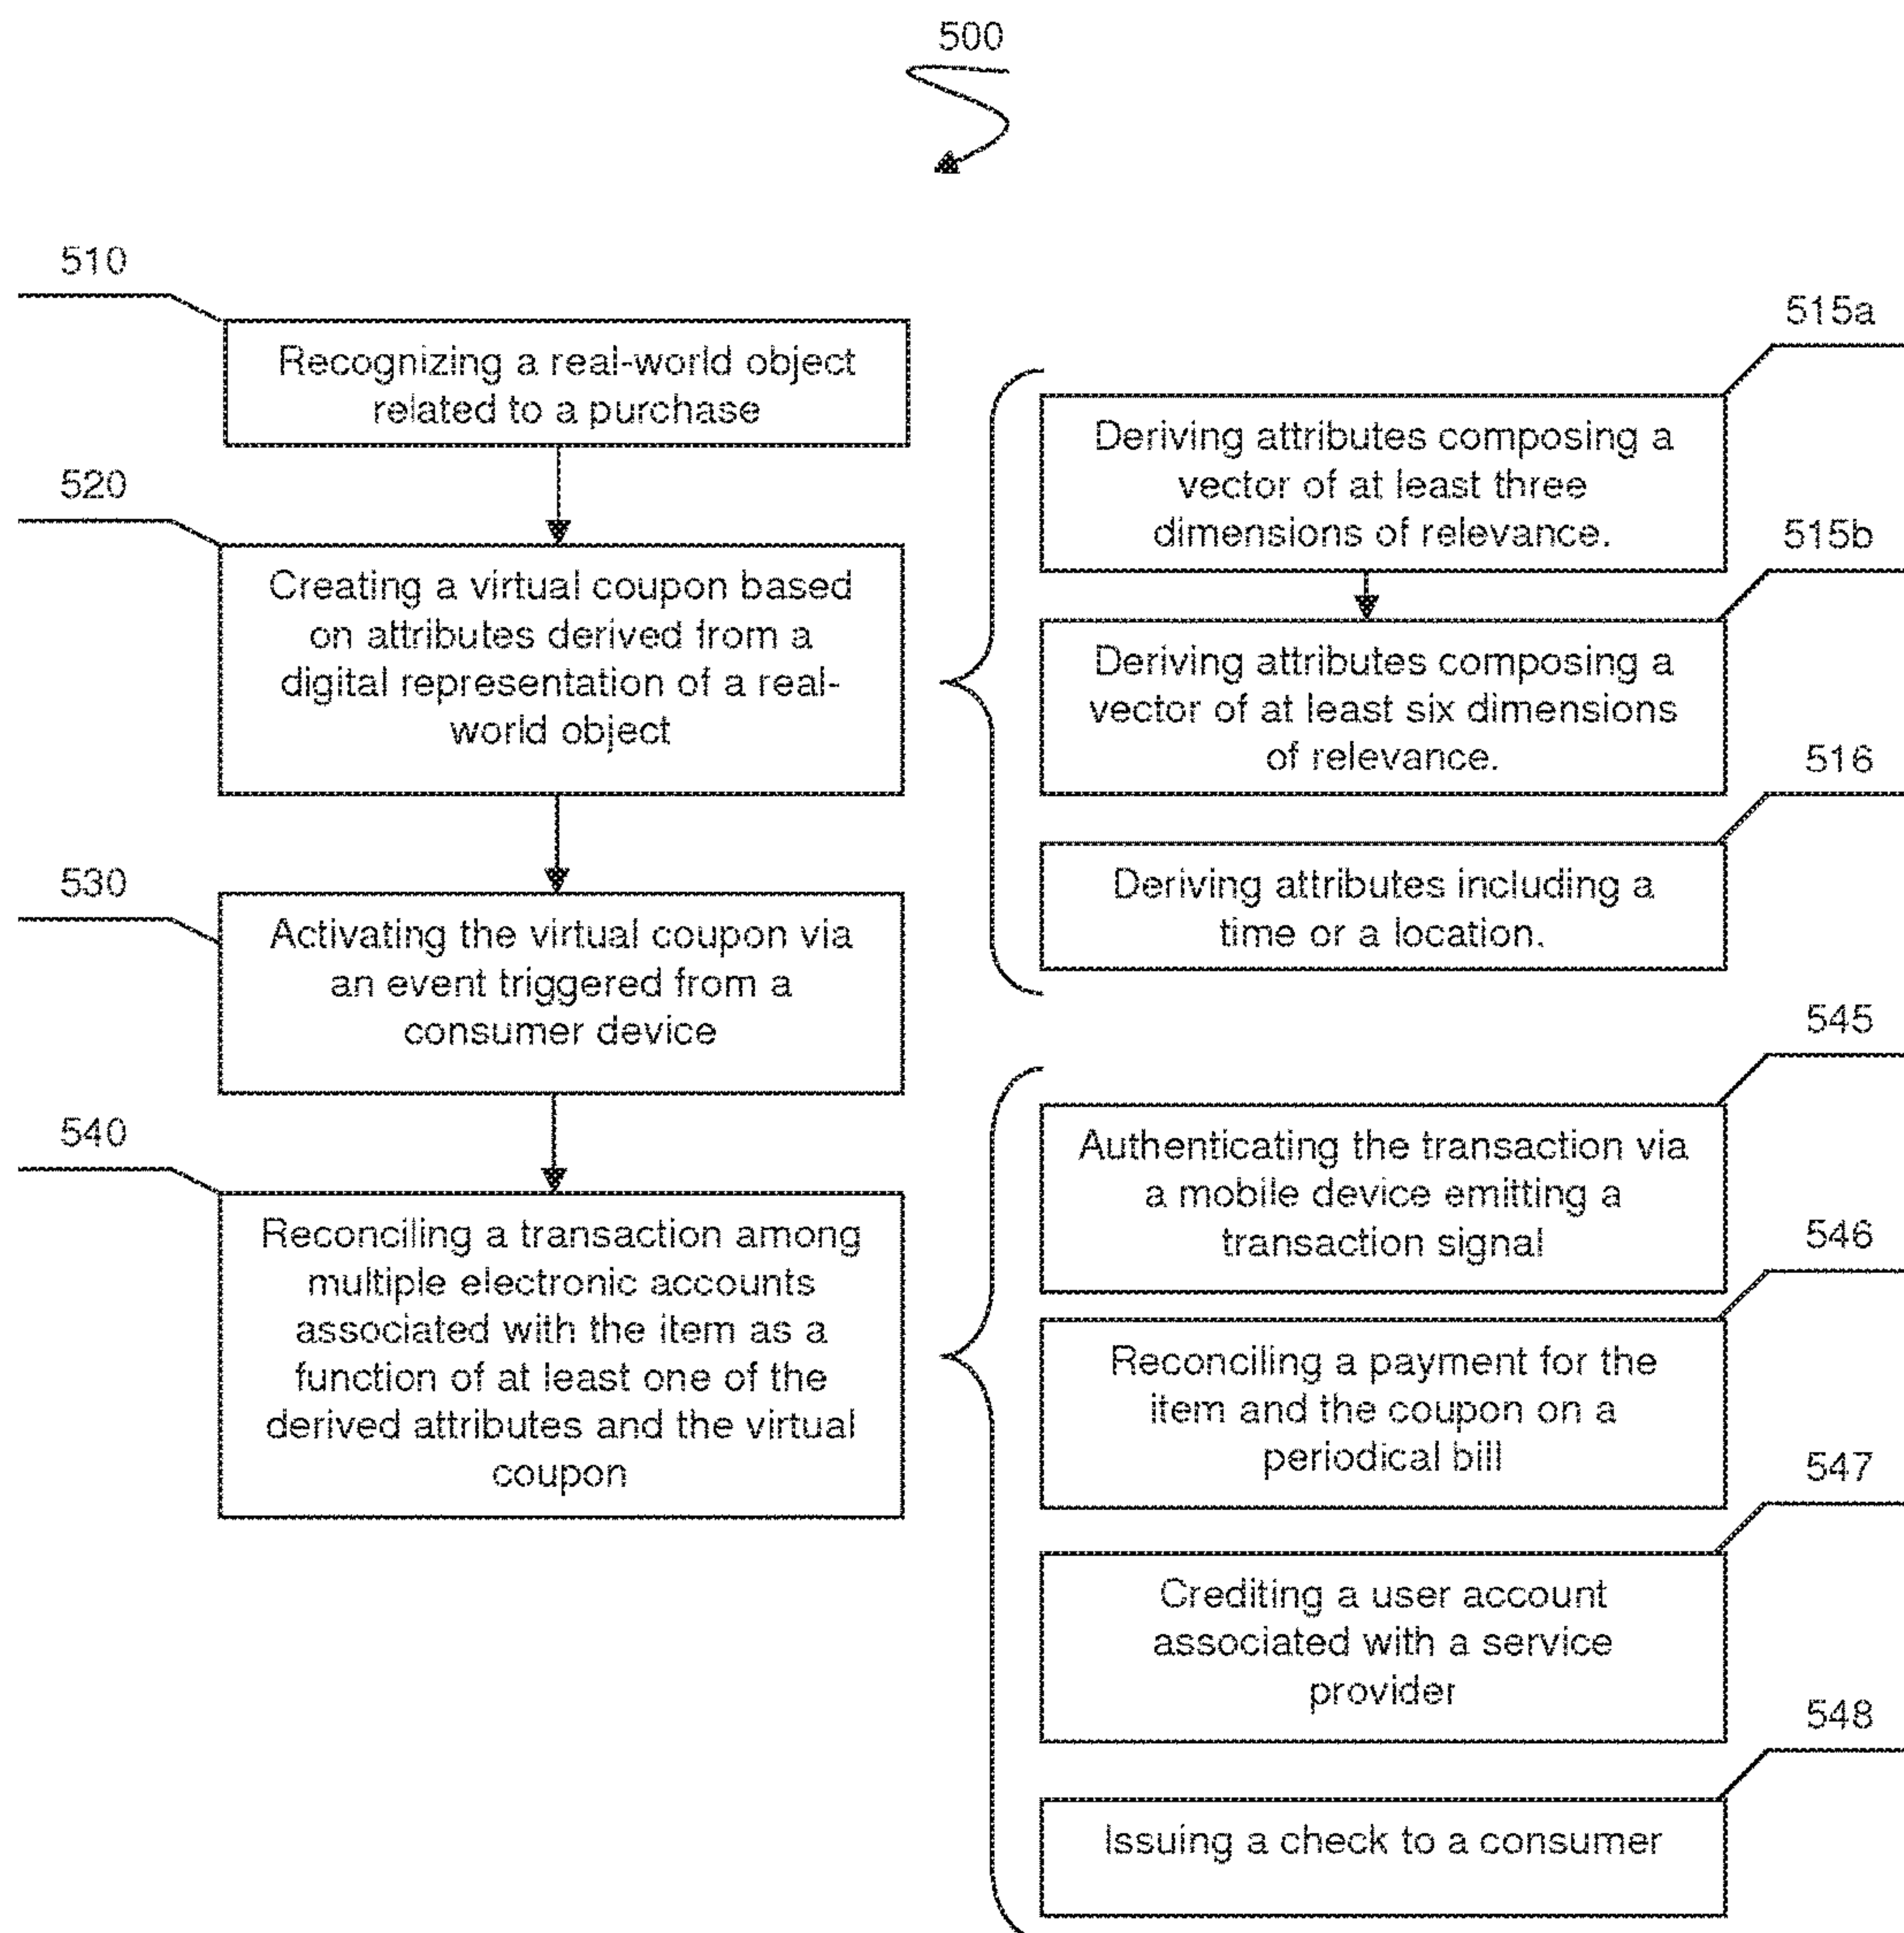 500
510
Recognizing a real-world object
related to a purchase
520
Creating a virtual coupon based
on attributes derived from a
digital representation of a real-
world object
530
Activating the virtual coupon via
an event triggered from a
consumer device
540
Reconciling a transaction among
multiple electronic accounts
associated with the item as a
function of at least one of the
derived attributes and the virtual
coupon
515a
Deriving attributes composing a
vector of at least three
dimensions of relevance.
515b
Deriving attributes composing a
vector of at least six dimensions
of relevance.
516
Deriving attributes including a
time or a location.
545
Authenticating the transaction via
a mobile device emitting a
transaction signal
546
Reconciling a payment for the
item and the coupon on a
periodical bill
547
Crediting a user account
associated with a service
provider
548
Issuing a check to a consumer